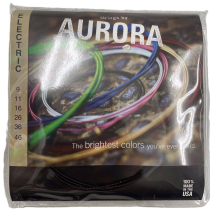 AURORA
ELECTRIC
9
11
16
26
36
46
The brightest colors you've ever
100%
MADE
IN THE
USA